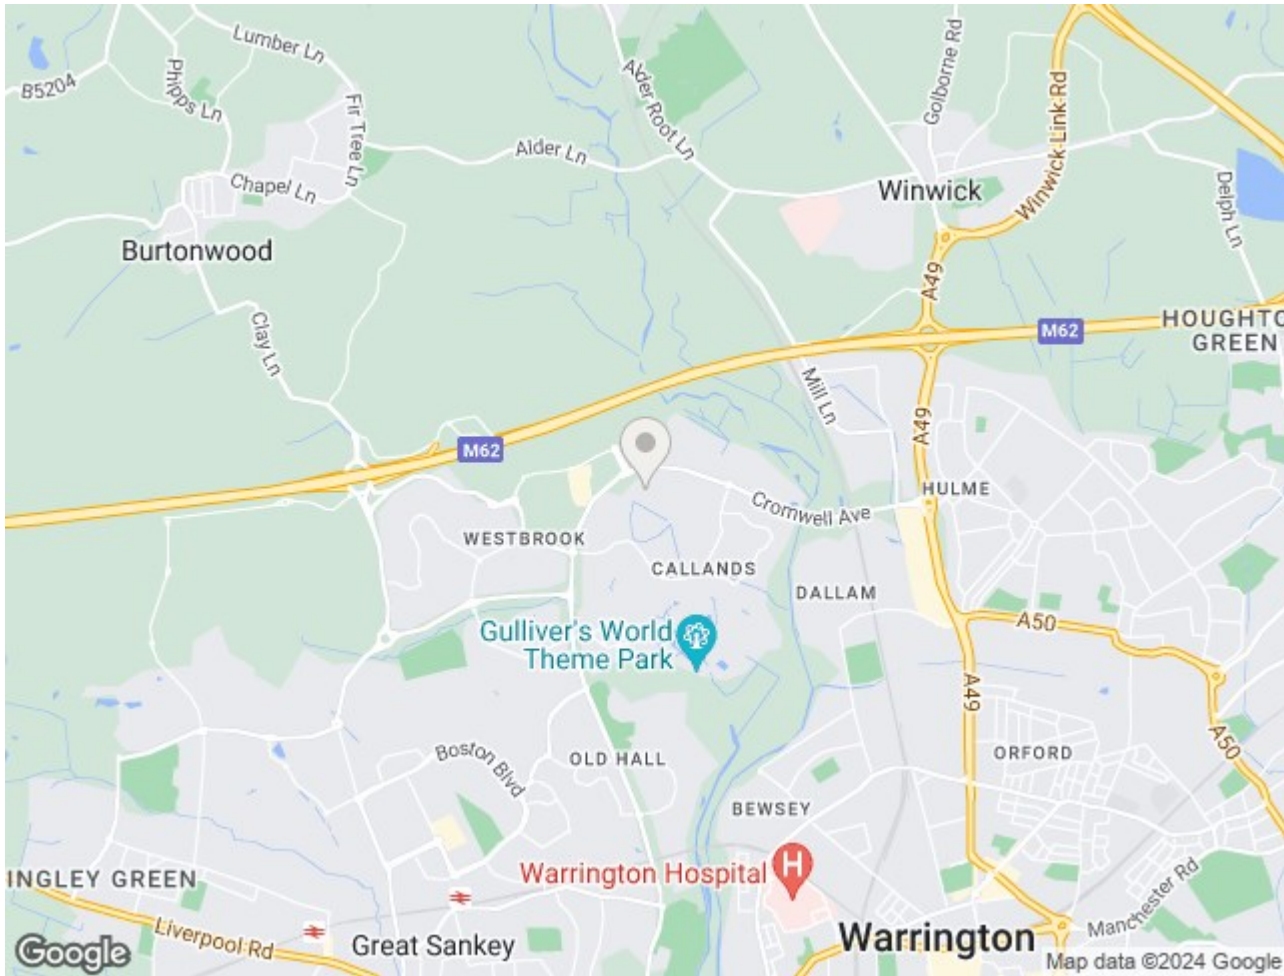 Lumber Ln
B5204
Phipps Ln
Fir Tree Ln
Alder Root Ln
Golborne Rd
Winwick Link Rd
Alder Ln
Chapel Ln
Winwick
Delph Ln
Burtonwood
A49
Clay Ln
M62
HOUGHTO
GREEN
Mill Ln
A49
M62
HULME
Cromwell Ave
WESTBROOK
CALLANDS
DALLAM
A50
Gulliver's World
Theme Park
A49
Boston Blvd
OLD HALL
ORFORD
A50
BEWSEY
Warrington Hospital
H
INGLEY GREEN
Manchester Rd
Liverpool Rd
Great Sankey
Warrington
Google
Map data ©2024 Google